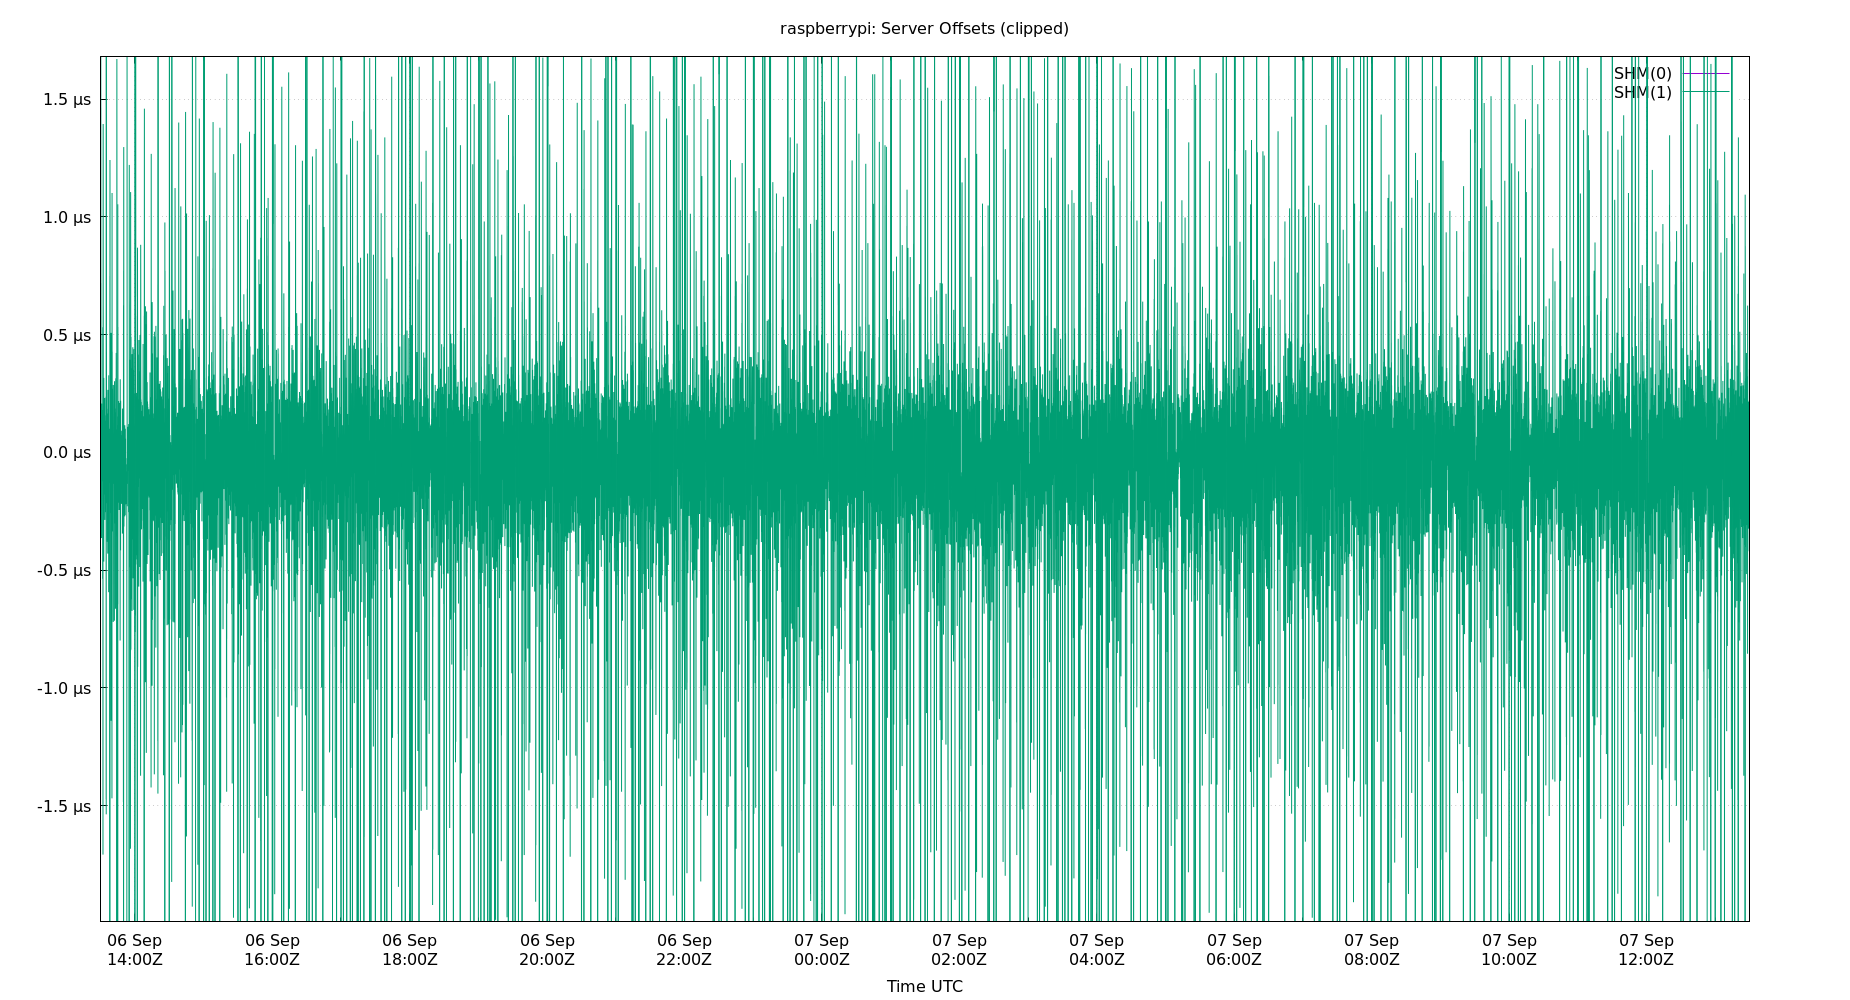 raspberrypi: Server Offsets (clipped)
SHM(0)
SHM(1)
1.5 µs
1.0 µs
0.5 µs
0.0 µs
-0.5 µs
-1.0 µs
-1.5 µs
06 Sep 06 Sep 06 Sep 06 Sep 06 Sep 07 Sep 07 Sep 07 Sep 07 Sep 07 Sep 07 Sep 07 Sep
14:00Z 16:00Z 18:00Z 20:00Z 22:00Z 00:00Z 02:00Z 04:00Z 06:00Z 08:00Z 10:00Z 12:00Z
Time UTC